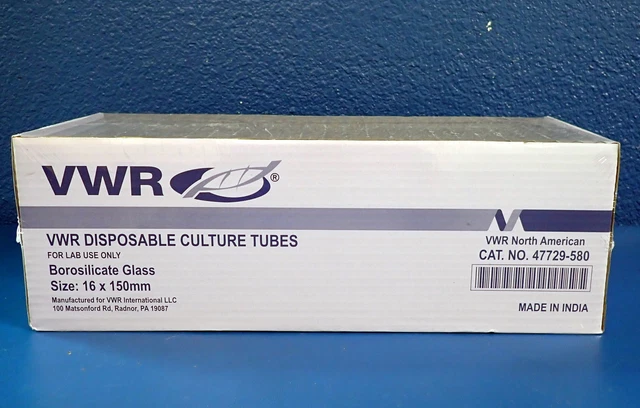 VWR ®
VWR DISPOSABLE CULTURE TUBES
FOR LAB USE ONLY
Borosilicate Glass
Size: 16 x 150mm
Manufactured for VWR International LLC
100 Matsonford Rd, Radnor, PA 19087
VWR North American
CAT. NO. 47729-580
MADE IN INDIA